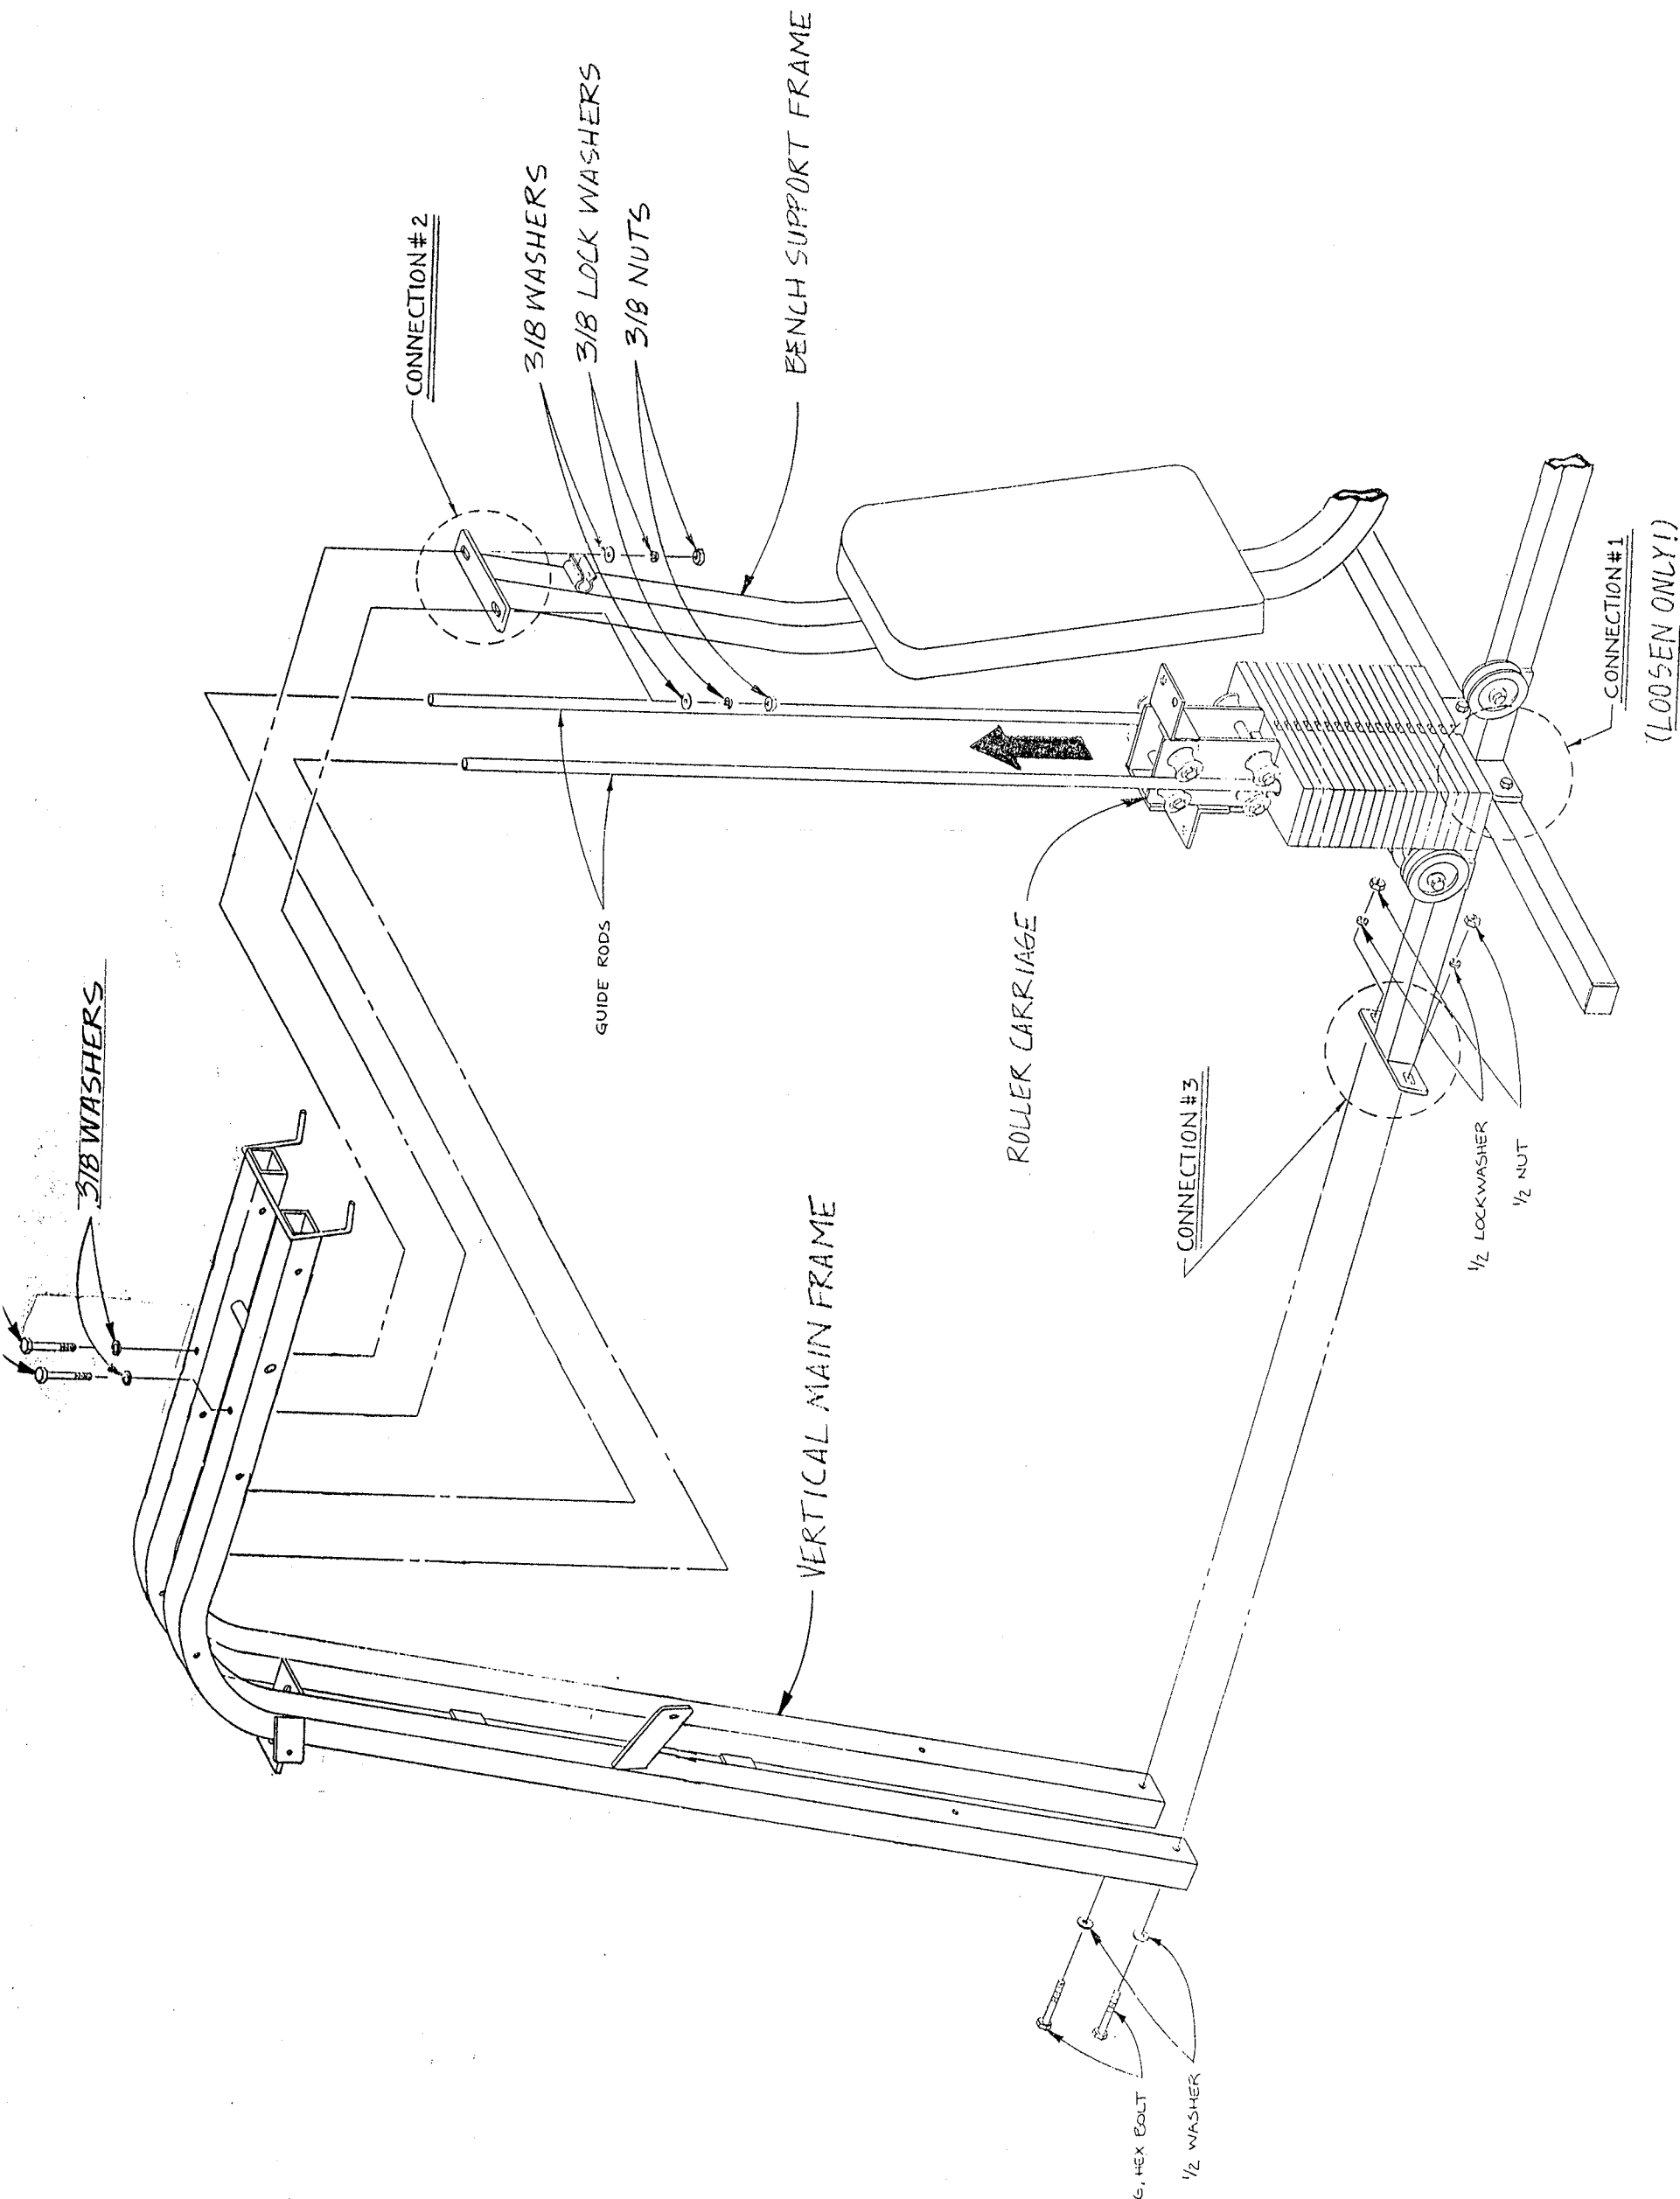 3/8 WASHERS
CONNECTION #2
3/8 WASHERS
3/8 LOCK WASHERS
3/8 NUTS
BENCH SUPPORT FRAME
GUIDE RODS
ROLLER CARRIAGE
VERTICAL MAIN FRAME
CONNECTION #3
CONNECTION #1
(LOOSEN ONLY!)
1/2 LOCKWASHER
1/2 NUT
G, HEX BOLT
1/2 WASHER